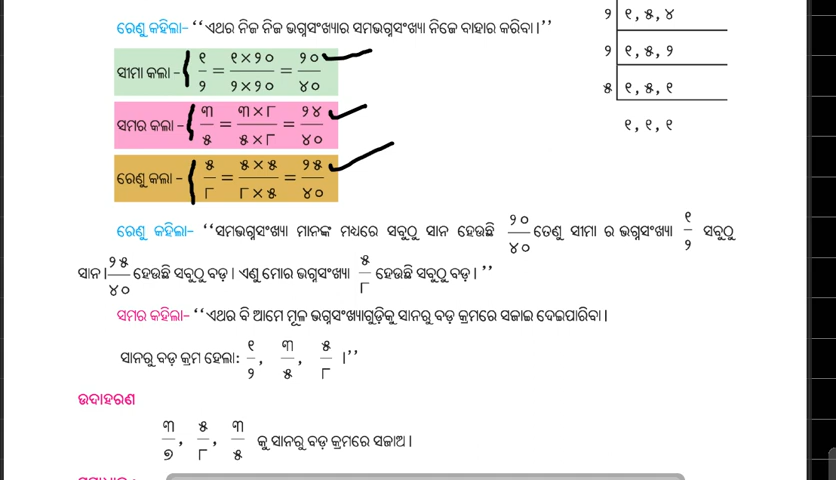 ରେଣୁ କହିଲା- ‘‘ଏଥର ନିଜ ନିଜ ଭଗ୍ନସଂଖ୍ୟାର ସମଭଗ୍ନସଂଖ୍ୟା ନିଜେ ବାହାର କରିବା।’’
ସୀମା କଲା - ୧/୨ = ୧×୨୦/୨×୨୦ = ୨୦/୪୦
ସମର କଲା - ୩/୫ = ୩×୮/୫×୮ = ୨୪/୪୦
ରେଣୁ କଲା - ୫/୮ = ୫×୫/୮×୫ = ୨୫/୪୦
୨ ୧, ୫, ୪
୨ ୧, ୫, ୨
୫ ୧, ୫, ୧
୧, ୧, ୧
ରେଣୁ କହିଲା- ‘‘ସମଭଗ୍ନସଂଖ୍ୟା ମାନଙ୍କ ମଧ୍ୟରେ ସବୁଠୁ ସାନ ହେଉଛି ୨୦/୪୦ ତେଣୁ ସୀମା ର ଭଗ୍ନସଂଖ୍ୟା ୧/୨ ସବୁଠୁ
ସାନ। ୨୫/୪୦ ହେଉଛି ସବୁଠୁ ବଡ଼। ଏଣୁ ମୋର ଭଗ୍ନସଂଖ୍ୟା ୫/୮ ହେଉଛି ସବୁଠୁ ବଡ଼।’’
ସମର କହିଲା- ‘‘ଏଥର ବି ଆମେ ମୂଳ ଭଗ୍ନସଂଖ୍ୟାଗୁଡ଼ିକୁ ସାନରୁ ବଡ଼ କ୍ରମରେ ସଜାଇ ଦେଇପାରିବା।
ସାନରୁ ବଡ଼ କ୍ରମ ହେଲା: ୧/୨, ୩/୫, ୫/୮ ।’’
ଉଦାହରଣ
୩/୭, ୫/୮, ୩/୫ କୁ ସାନରୁ ବଡ଼ କ୍ରମରେ ସଜାଅ।